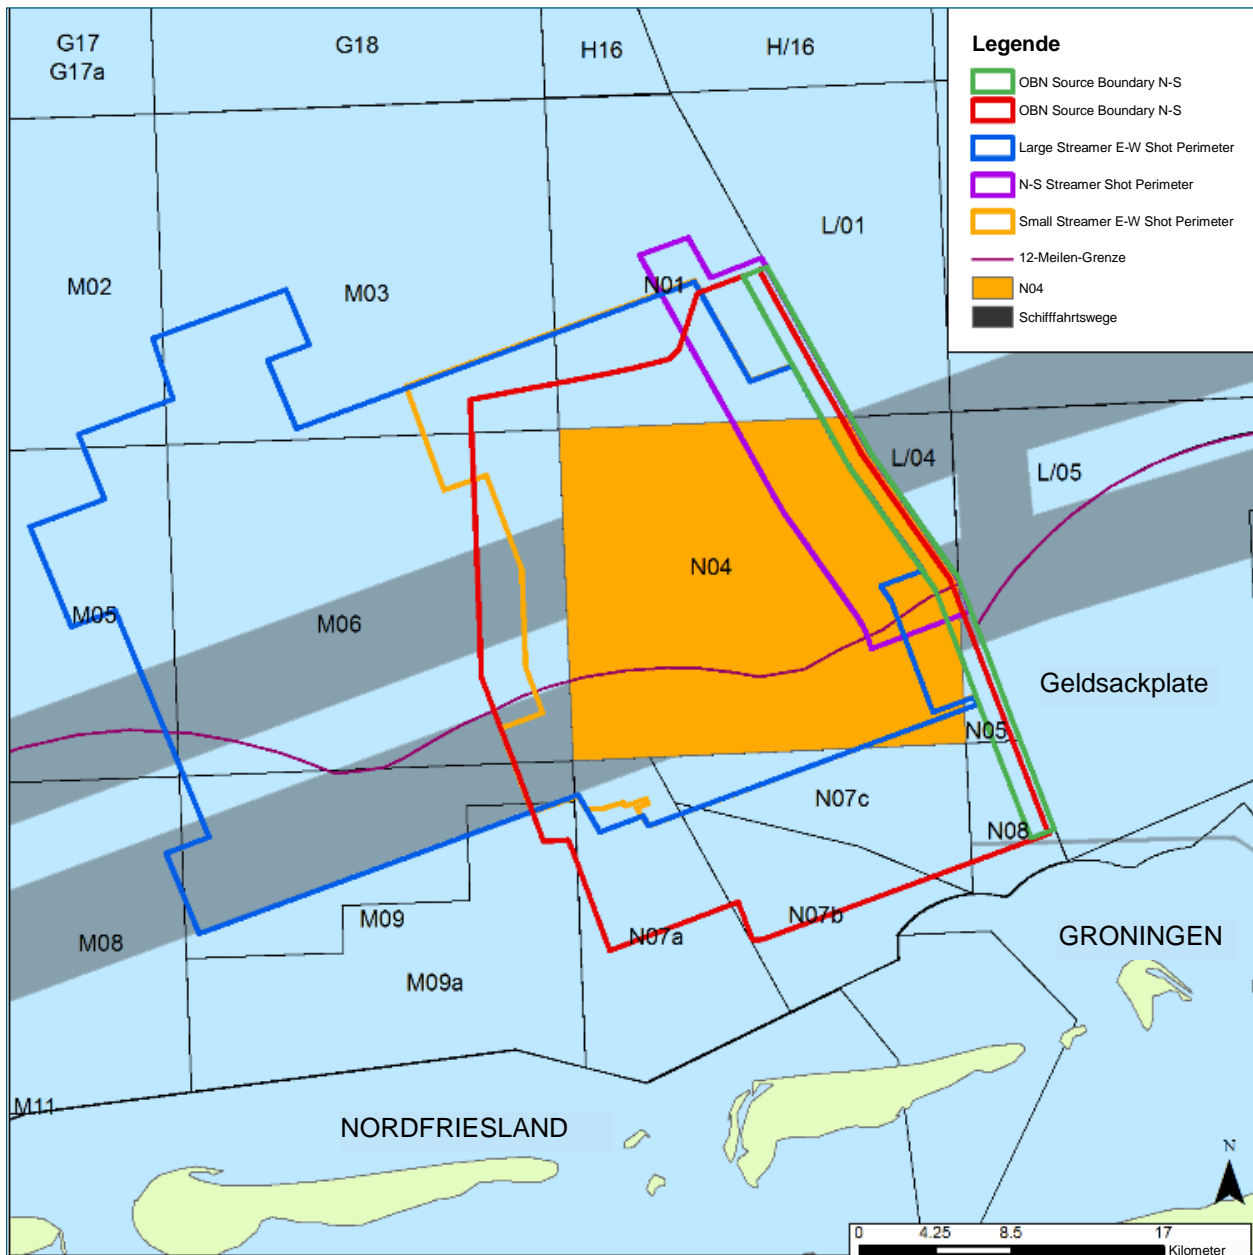 G17
G17a
G18
H16
H/16
Legende
OBN Source Boundary N-S
OBN Source Boundary N-S
Large Streamer E-W Shot Perimeter
N-S Streamer Shot Perimeter
Small Streamer E-W Shot Perimeter
12-Meilen-Grenze
N04
Schifffahrtswege
L/01
M02
M03
N01
L/04
L/05
N04
M05
M06
Geldsackplate
N05
N07c
N08
M09
N07b
M08
N07a
GRONINGEN
M09a
M11
NORDFRIESLAND
N
0 4.25 8.5 17
Kilometer